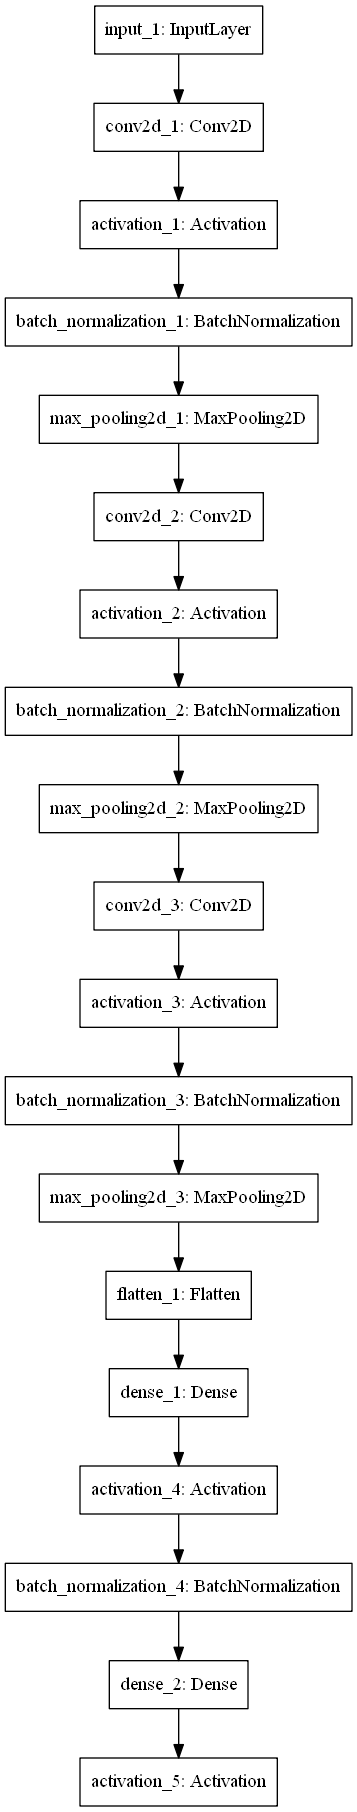 input_1: InputLayer
conv2d_1: Conv2D
activation_1: Activation
batch_normalization_1: BatchNormalization
max_pooling2d_1: MaxPooling2D
conv2d_2: Conv2D
activation_2: Activation
batch_normalization_2: BatchNormalization
max_pooling2d_2: MaxPooling2D
conv2d_3: Conv2D
activation_3: Activation
batch_normalization_3: BatchNormalization
max_pooling2d_3: MaxPooling2D
flatten_1: Flatten
dense_1: Dense
activation_4: Activation
batch_normalization_4: BatchNormalization
dense_2: Dense
activation_5: Activation